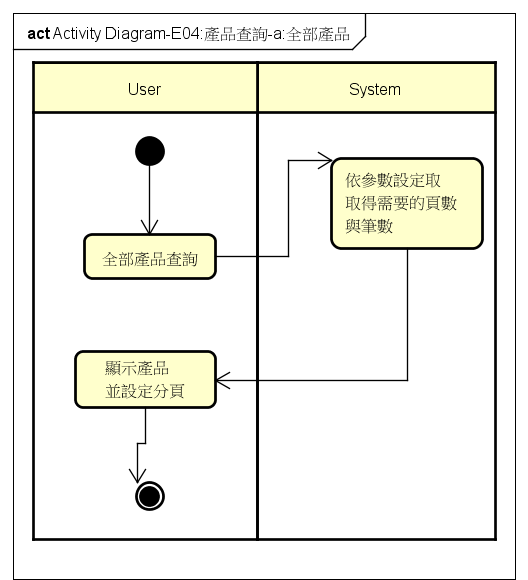 act Activity Diagram-E04:產品查詢-a:全部產品
User
System
依參數設定取
取得需要的頁數
與筆數
全部產品查詢
顯示產品
並設定分頁